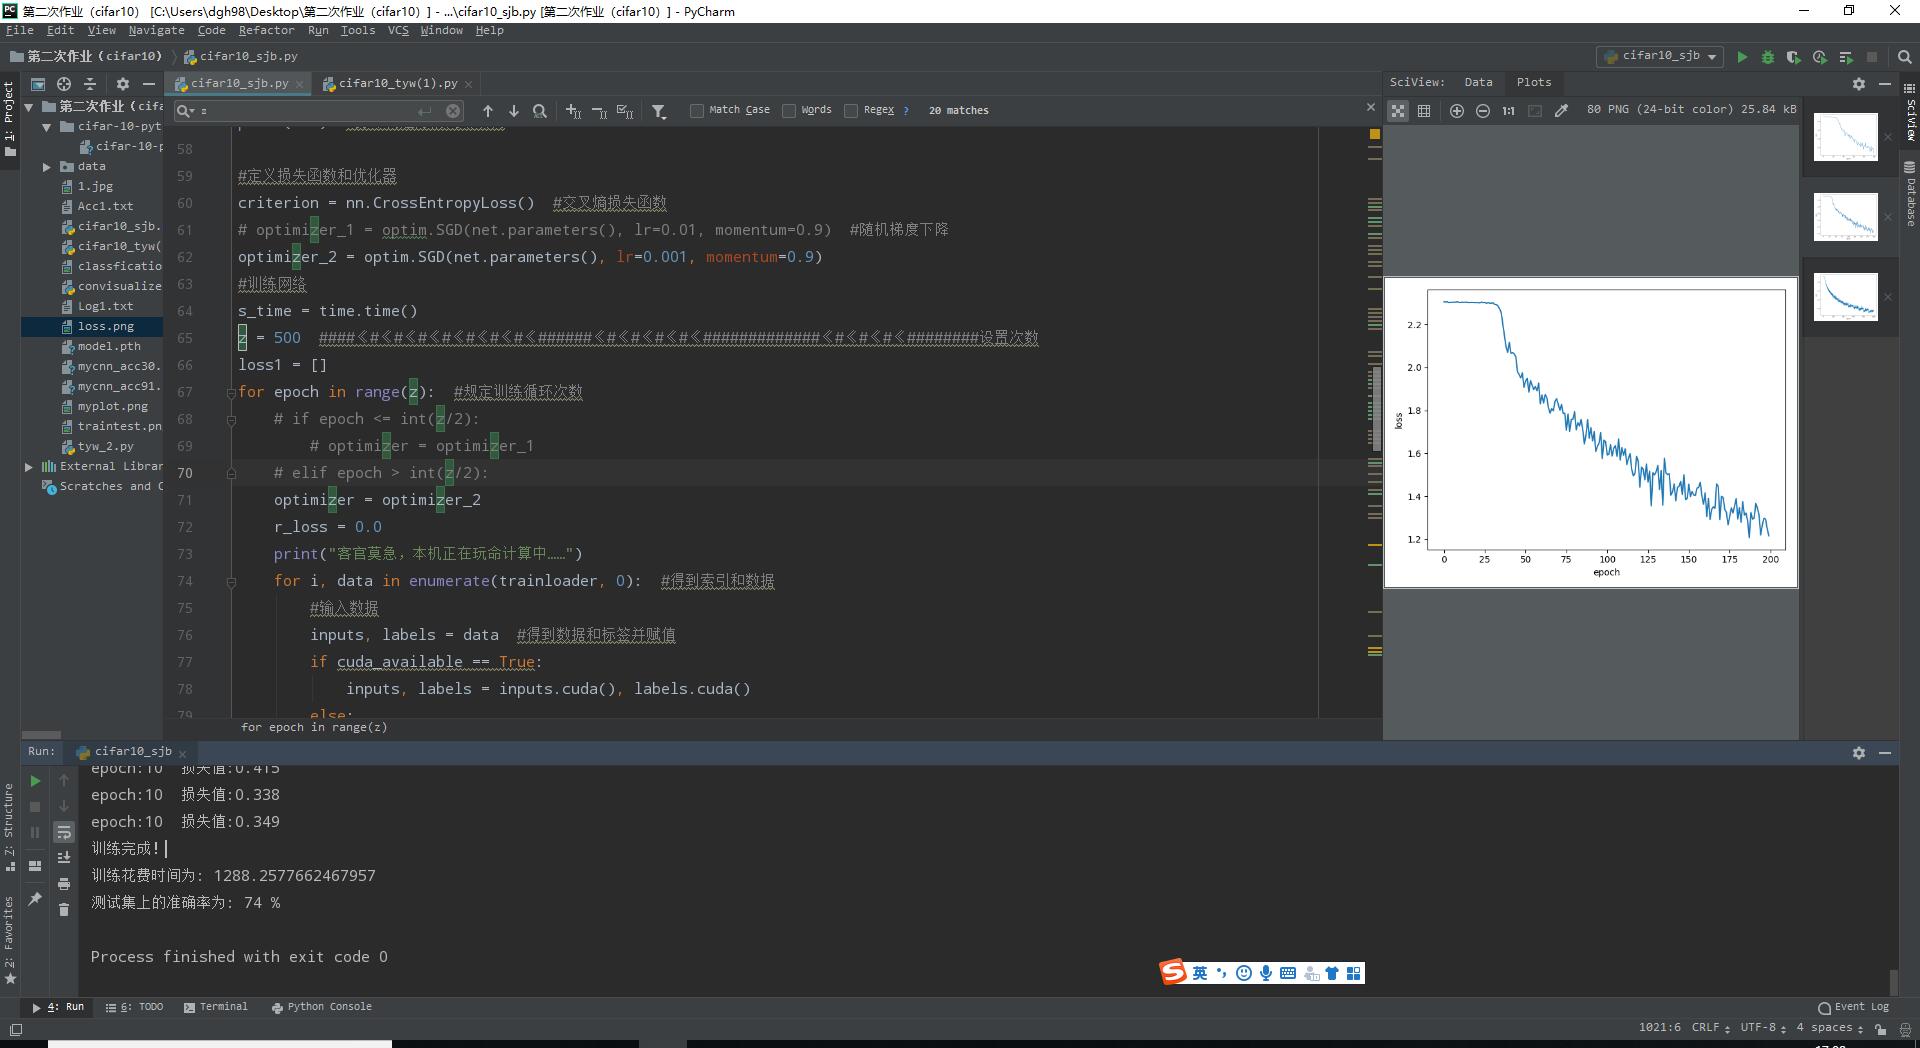 第二次作业（cifar10） [C:\Users\dgh98\Desktop\第二次作业（cifar10）] - ...\cifar10_sjb.py [第二次作业（cifar10）] - PyCharm
File Edit View Navigate Code Refactor Run Tools VCS Window Help
第二次作业（cifar10） cifar10_sjb.py
cifar10_sjb
1: Project
第二次作业（cifa
cifar-10-pyt
cifar-10-p
data
1.jpg
Acc1.txt
cifar10_sjb.
cifar10_tyw(
classficatio
convisualize
Log1.txt
loss.png
model.pth
mycnn_acc30.
mycnn_acc91.
myplot.png
traintest.pn
tyw_2.py
External Librar
Scratches and C
cifar10_sjb.py cifar10_tyw(1).py
z Match Case Words Regex ? 20 matches
58
59 #定义损失函数和优化器
60 criterion = nn.CrossEntropyLoss() #交叉熵损失函数
61 # optimizer_1 = optim.SGD(net.parameters(), lr=0.01, momentum=0.9) #随机梯度下降
62 optimizer_2 = optim.SGD(net.parameters(), lr=0.001, momentum=0.9)
63 #训练网络
64 s_time = time.time()
65 z = 500 ####《#《#《#《#《#《#《#《######《#《#《#《#############《#《#《#《########设置次数
66 loss1 = []
67 for epoch in range(z): #规定训练循环次数
68 # if epoch <= int(z/2):
69 # optimizer = optimizer_1
70 # elif epoch > int(z/2):
71 optimizer = optimizer_2
72 r_loss = 0.0
73 print("客官莫急，本机正在玩命计算中……")
74 for i, data in enumerate(trainloader, 0): #得到索引和数据
75 #输入数据
76 inputs, labels = data #得到数据和标签并赋值
77 if cuda_available == True:
78 inputs, labels = inputs.cuda(), labels.cuda()
79 else:
for epoch in range(z)
SciView: Data Plots
1:1 80 PNG (24-bit color) 25.84 kB
loss
2.2
2.0
1.8
1.6
1.4
1.2
0 25 50 75 100 125 150 175 200
epoch
SciView
Database
Run: cifar10_sjb
epoch:10 损失值:0.415
epoch:10 损失值:0.338
epoch:10 损失值:0.349
训练完成!
训练花费时间为: 1288.2577662467957
测试集上的准确率为: 74 %
Process finished with exit code 0
Z: Structure
2: Favorites
英
4: Run 6: TODO Terminal Python Console Event Log
1021:6 CRLF UTF-8 4 spaces